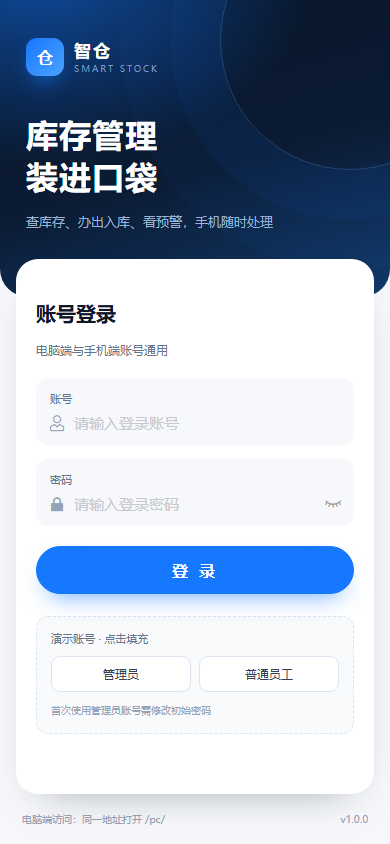 仓
智仓
SMART STOCK
库存管理
装进口袋
查库存、办出入库、看预警，手机随时处理
账号登录
电脑端与手机端账号通用
账号
请输入登录账号
密码
请输入登录密码
登 录
演示账号 · 点击填充
管理员
普通员工
首次使用管理员账号需修改初始密码
电脑端访问：同一地址打开 /pc/
v1.0.0